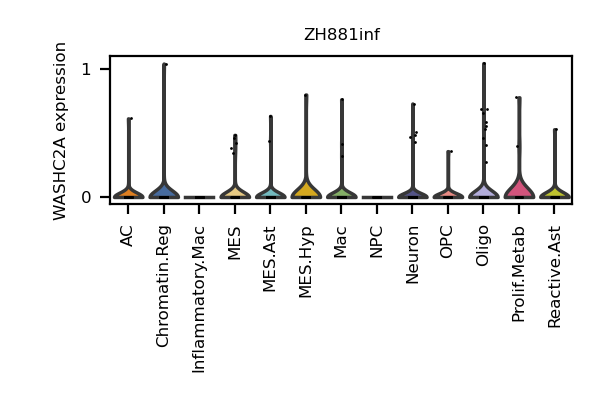 ZH881inf
WASHC2A expression
1
0
AC
Chromatin.Reg
Inflammatory.Mac
MES
MES.Ast
MES.Hyp
Mac
NPC
Neuron
OPC
Oligo
Prolif.Metab
Reactive.Ast